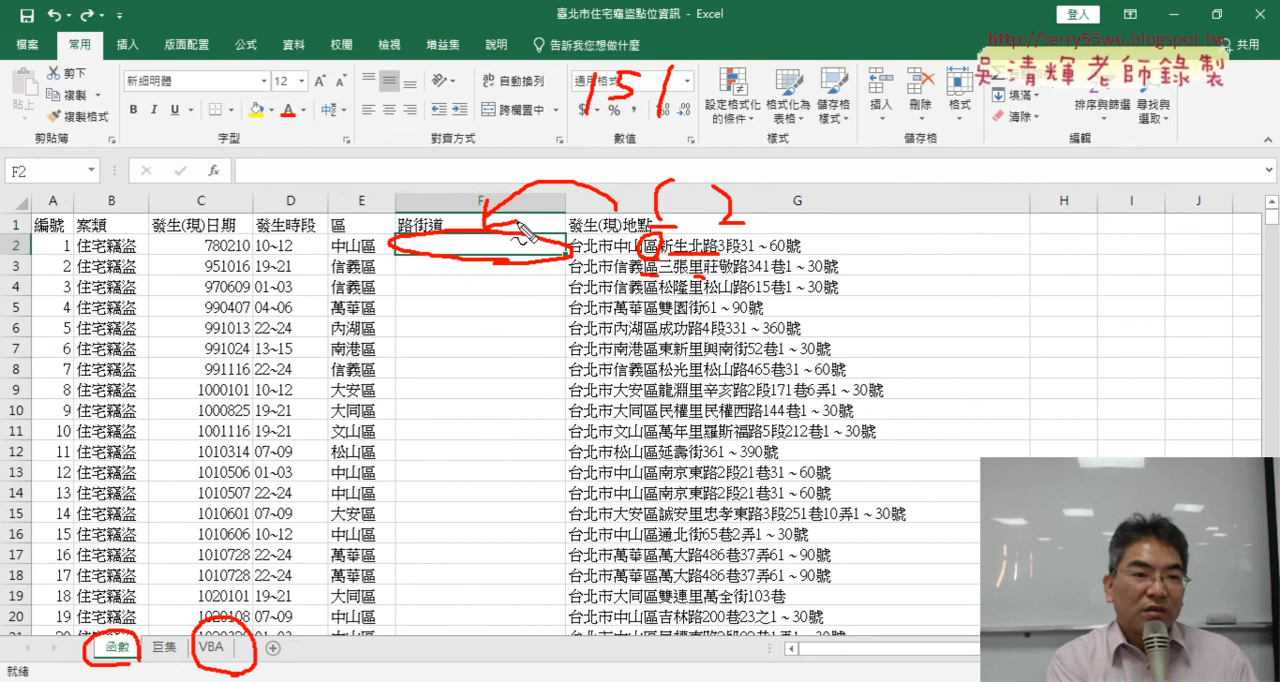 臺北市住宅竊盜點位資訊 - Excel
登入
檔案 常用 插入 版面配置 公式 資料 校閱 檢視 增益集 說明 告訴我您想做什麼 共用
http://terry55wu.blogspot.tw
吳清輝老師錄製
貼上 剪下 複製 複製格式 剪貼簿
新細明體 12 B I U 中 字型
自動換列 跨欄置中 對齊方式
通用格式 $ % , 數值
151
設定格式化的條件 格式化為表格 儲存格樣式 樣式
插入 刪除 格式 儲存格
填滿 清除 排序與篩選 尋找與選取 編輯
F2 fx
A B C D E F G H I J
1 編號 案類 發生(現)日期 發生時段 區 路街道 發生(現)地點
2 1 住宅竊盜 780210 10~12 中山區 台北市中山區新生北路3段31~60號
3 2 住宅竊盜 951016 19~21 信義區 台北市信義區三張里莊敬路341巷1~30號
4 3 住宅竊盜 970609 01~03 信義區 台北市信義區松隆里松山路615巷1~30號
5 4 住宅竊盜 990407 04~06 萬華區 台北市萬華區雙園街61~90號
6 5 住宅竊盜 991013 22~24 內湖區 台北市內湖區成功路4段331~360號
7 6 住宅竊盜 991024 13~15 南港區 台北市南港區東新里興南街52巷1~30號
8 7 住宅竊盜 991116 22~24 信義區 台北市信義區松光里松山路465巷31~60號
9 8 住宅竊盜 1000101 10~12 大安區 台北市大安區龍淵里辛亥路2段171巷6弄1~30號
10 9 住宅竊盜 1000825 19~21 大同區 台北市大同區民權里民權西路144巷1~30號
11 10 住宅竊盜 1001116 19~21 文山區 台北市文山區萬年里羅斯福路5段212巷1~30號
12 11 住宅竊盜 1010314 07~09 松山區 台北市松山區延壽街361~390號
13 12 住宅竊盜 1010506 01~03 中山區 台北市中山區南京東路2段21巷31~60號
14 13 住宅竊盜 1010507 22~24 中山區 台北市中山區南京東路2段21巷31~60號
15 14 住宅竊盜 1010601 07~09 大安區 台北市大安區誠安里忠孝東路3段251巷10弄1~30號
16 15 住宅竊盜 1010606 10~12 中山區 台北市中山區通北街65巷2弄1~30號
17 16 住宅竊盜 1010728 22~24 萬華區 台北市萬華區萬大路486巷37弄61~90號
18 17 住宅竊盜 1010728 22~24 萬華區 台北市萬華區萬大路486巷37弄61~90號
19 18 住宅竊盜 1020101 19~21 大同區 台北市大同區雙連里萬全街103巷
20 19 住宅竊盜 1020108 07~09 中山區 台北市中山區吉林路200巷23之1~30號
函數 巨集 VBA
就緒